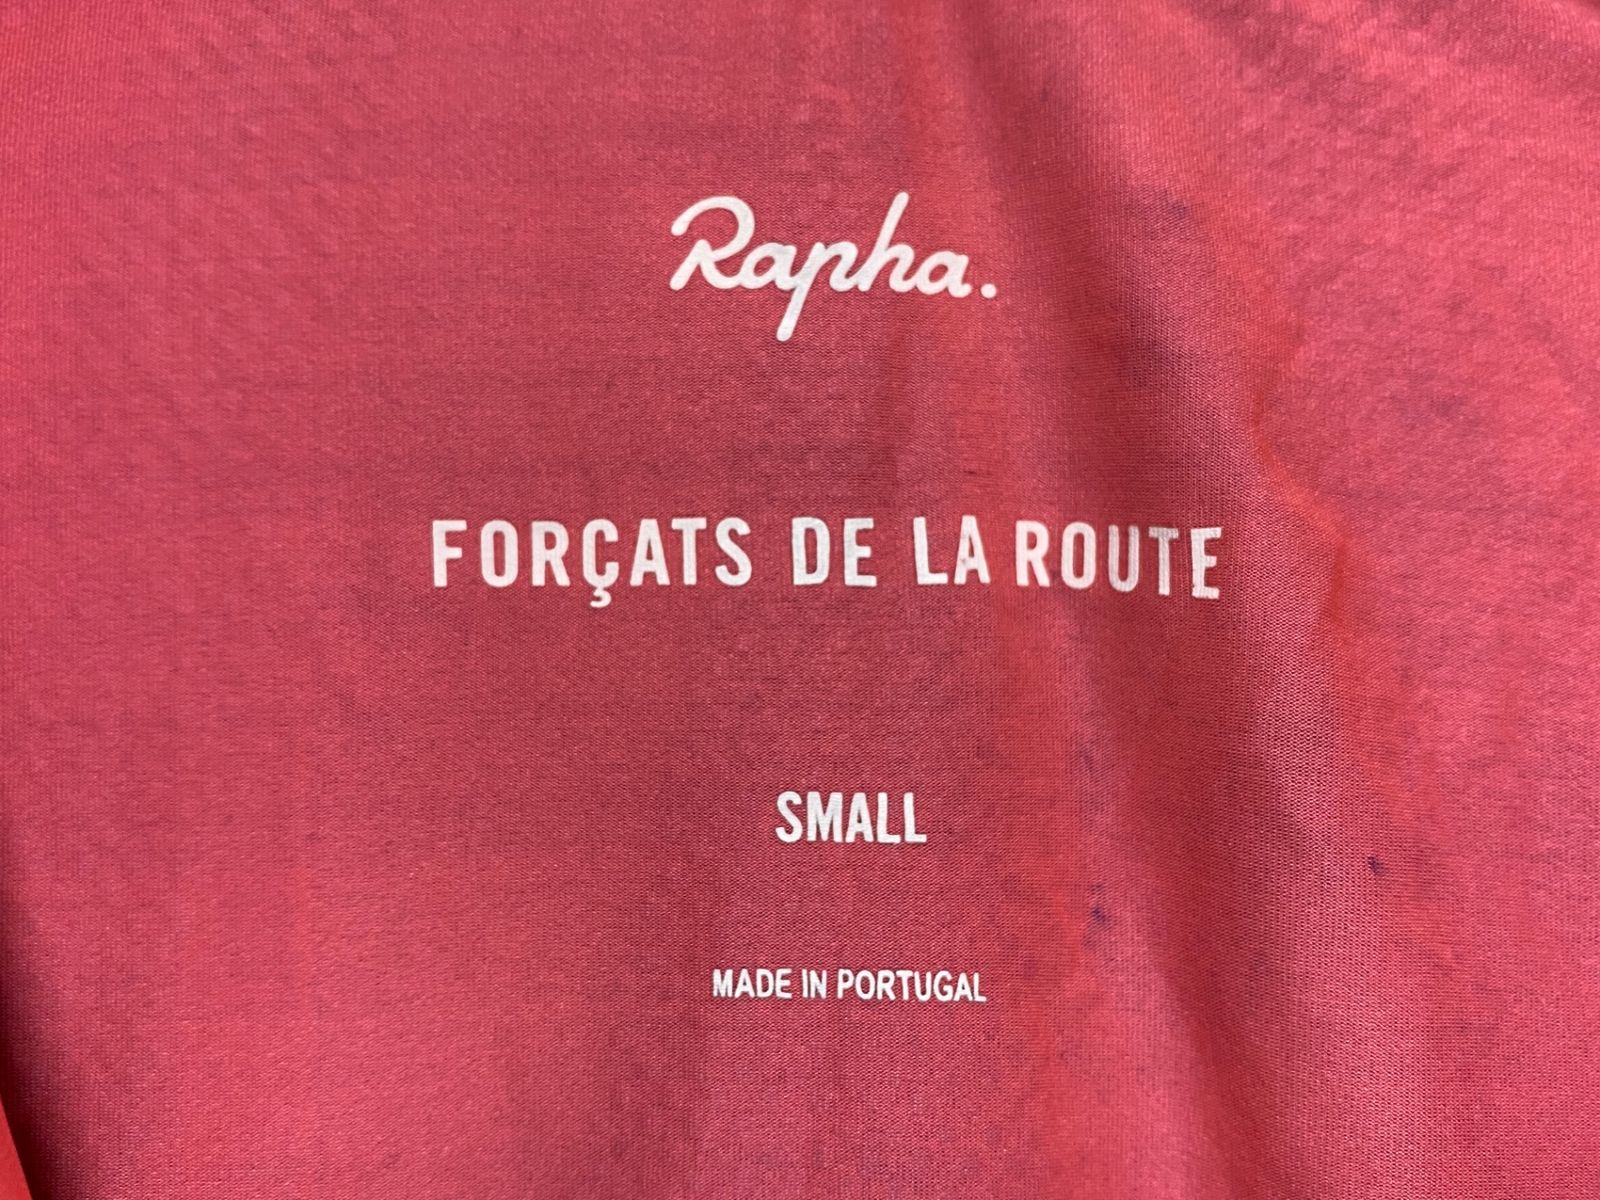 Rapha.
FORÇATS DE LA ROUTE
SMALL
MADE IN PORTUGAL